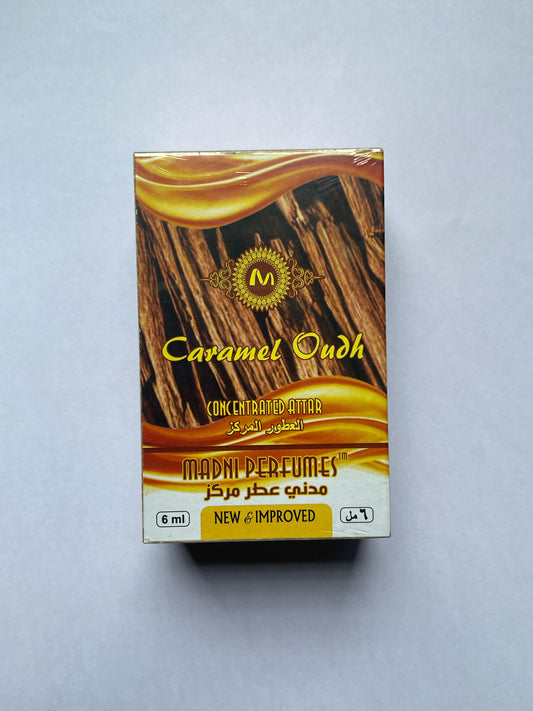 M
Caramel Oudh
CONCENTRATED ATTAR
العطور المركز
MADNI PERFUMES™
مدني عطر مركز
6 ml
NEW & IMPROVED
٦ مل